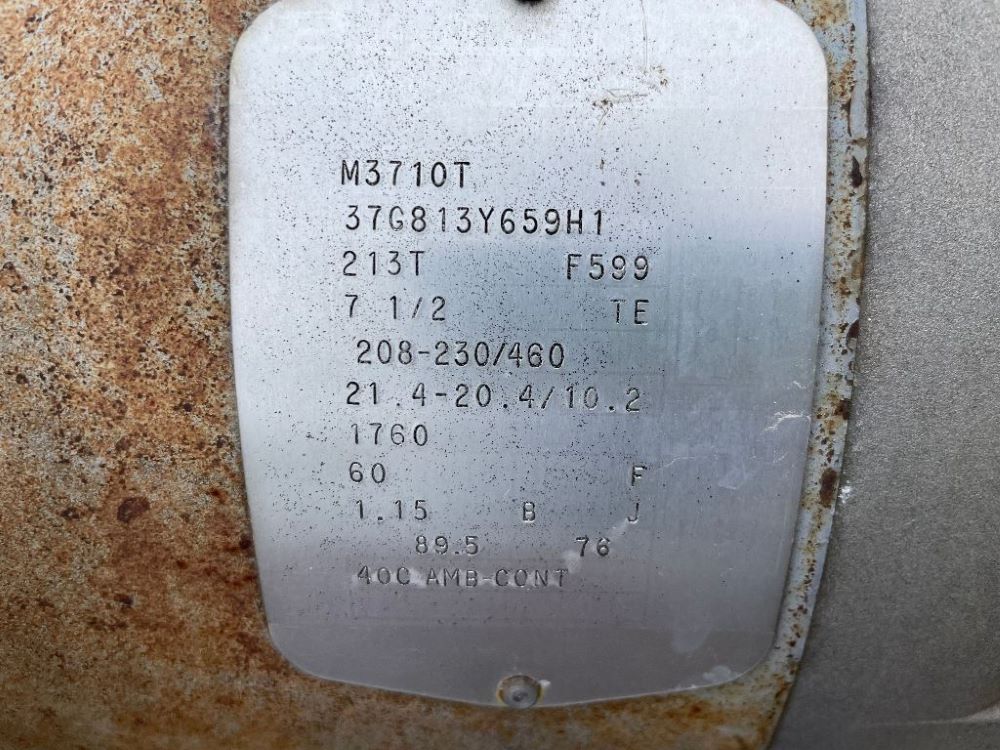 M3710T
37G813Y659H1
213T F599
7 1/2 TE
208-230/460
21.4-20.4/10.2
1760
60 F
1.15 B J
89.5 76
40C AMB-CONT